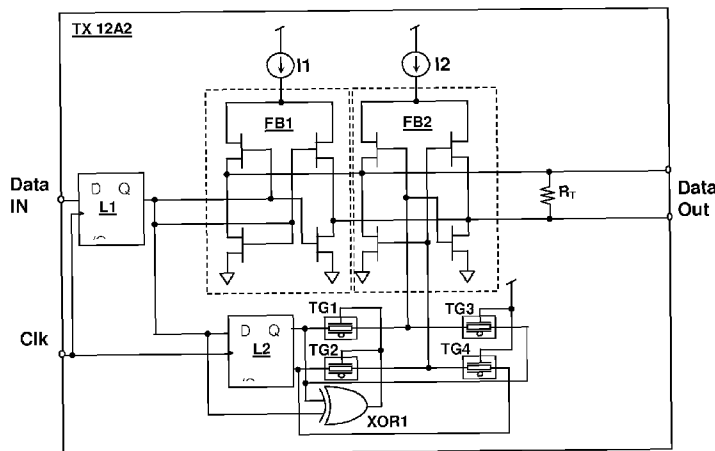 TX 12A2
I1
I2
FB1
FB2
Data
IN
D Q
L1
/Q
RT
Data
Out
Clk
D Q
L2
/Q
TG1
TG2
TG3
TG4
XOR1